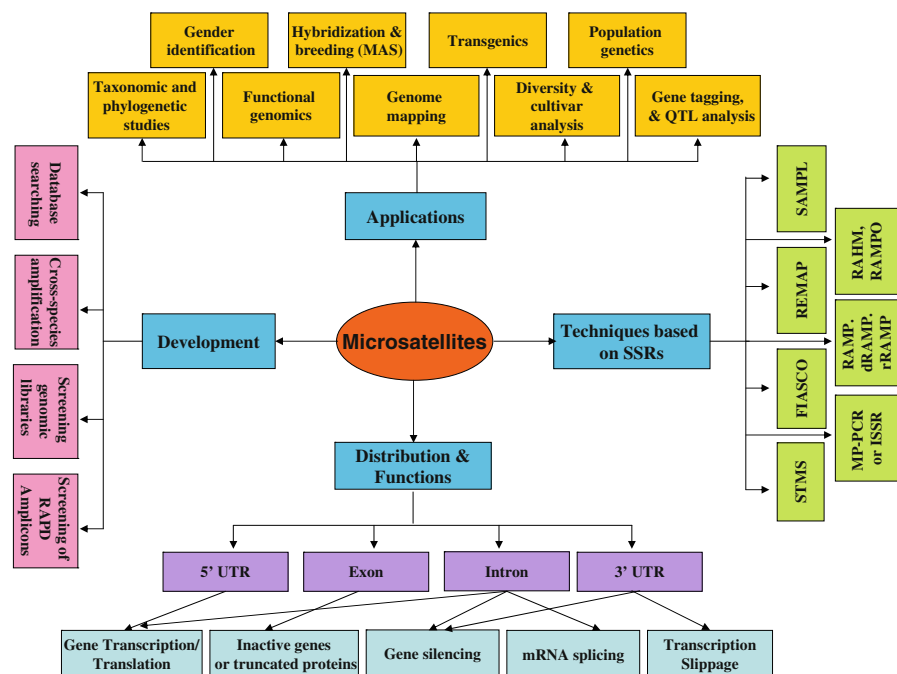 Gender
identification
Hybridization &
breeding (MAS)
Transgenics
Population
genetics
Taxonomic and
phylogenetic
studies
Functional
genomics
Genome
mapping
Diversity &
cultivar
analysis
Gene tagging,
& QTL analysis
Applications
Database
searching
Cross-species
amplification
Screening
genomic
libraries
Screening of
RAPD
Amplicons
Development
Microsatellites
Techniques based
on SSRs
SAMPL
RAHM,
RAMPO
REMAP
RAMP.
dRAMP.
rRAMP
FIASCO
MP-PCR
or ISSR
STMS
Distribution &
Functions
5' UTR
Exon
Intron
3' UTR
Gene Transcription/
Translation
Inactive genes
or truncated proteins
Gene silencing
mRNA splicing
Transcription
Slippage